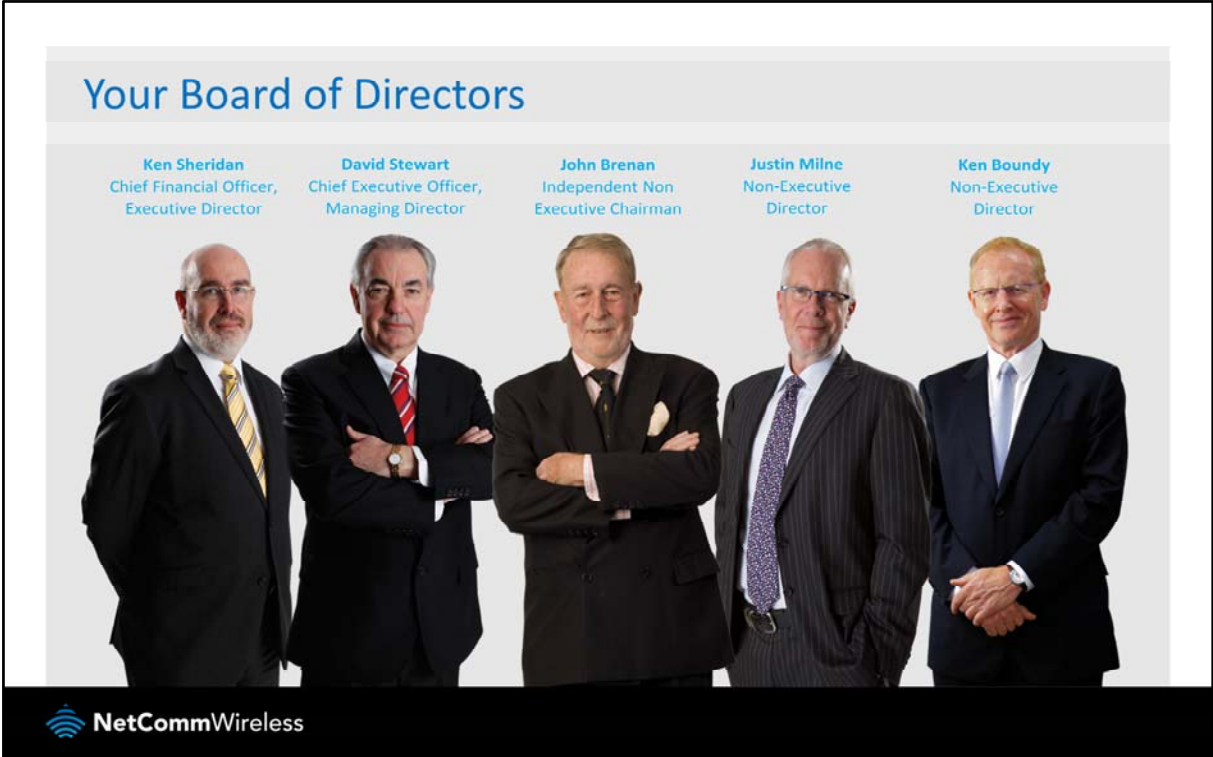 Your Board of Directors
Ken Sheridan
Chief Financial Officer,
Executive Director
David Stewart
Chief Executive Officer,
Managing Director
John Brenan
Independent Non
Executive Chairman
Justin Milne
Non-Executive
Director
Ken Boundy
Non-Executive
Director
NetCommWireless